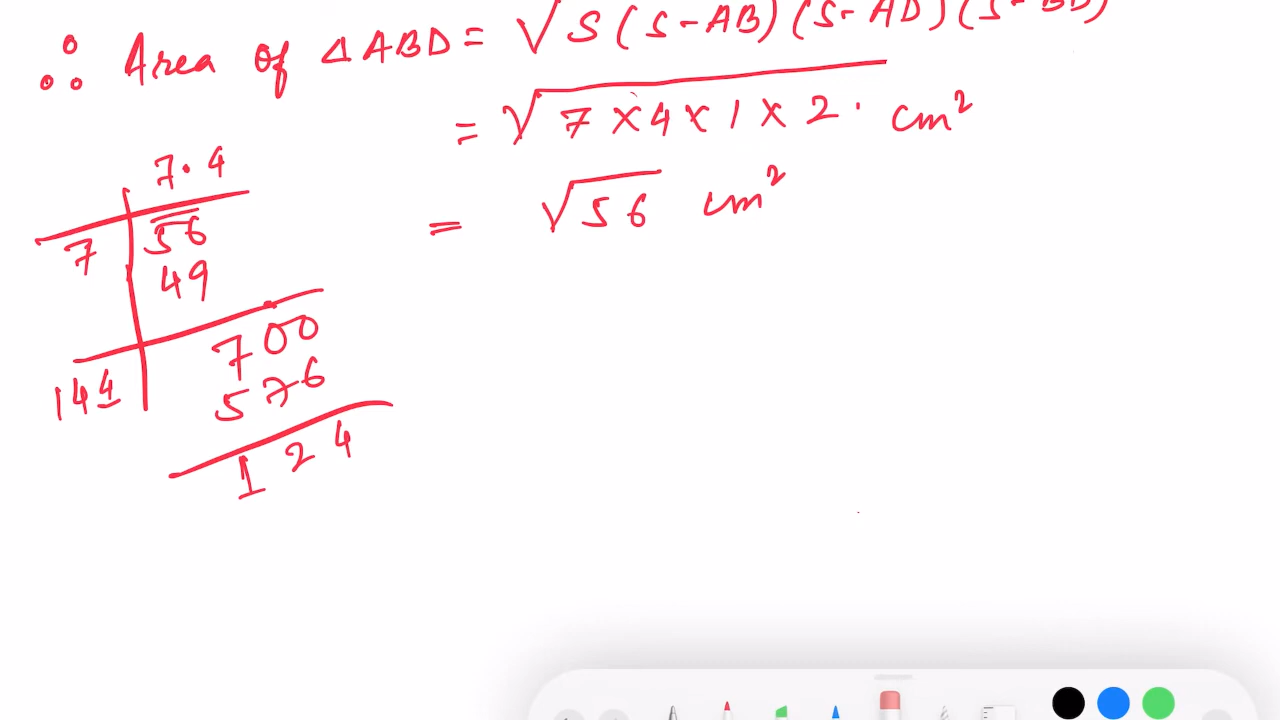 ∴ Area of △ABD = √S(S-AB)(S-AD)(S-BD)
= √7×4×1×2. cm²
= √56 cm²
7.4
7 56
49
700
144 576
124